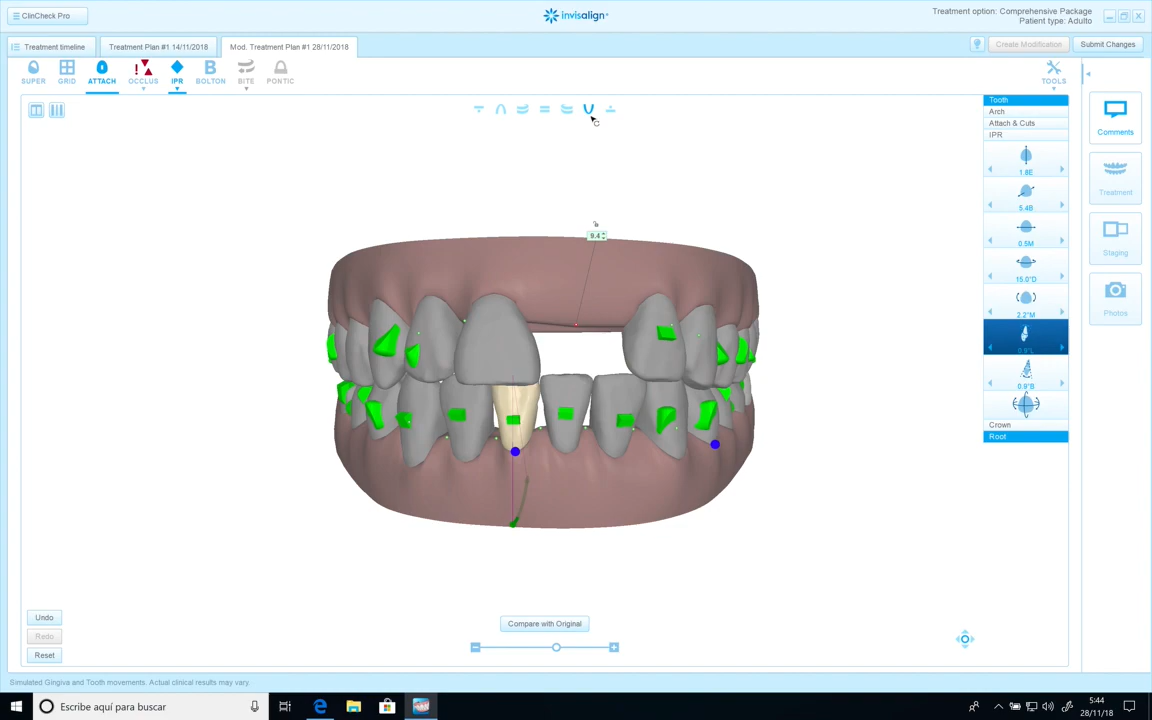 ClinCheck Pro
invisalign
Treatment option: Comprehensive Package
Patient type: Adulto
Treatment timeline
Treatment Plan #1 14/11/2018
Mod. Treatment Plan #1 28/11/2018
Create Modification
Submit Changes
SUPER
GRID
ATTACH
OCCLUS
IPR
BOLTON
BITE
PONTIC
TOOLS
Tooth
Arch
Attach & Cuts
IPR
1.8E
5.4B
0.5M
15.0°D
2.2°M
0.9°L
0.9°B
Crown
Root
Comments
Treatment
Staging
Photos
9.4
Undo
Redo
Reset
Compare with Original
Simulated Gingiva and Tooth movements. Actual clinical results may vary.
Escribe aquí para buscar
5:44
28/11/18